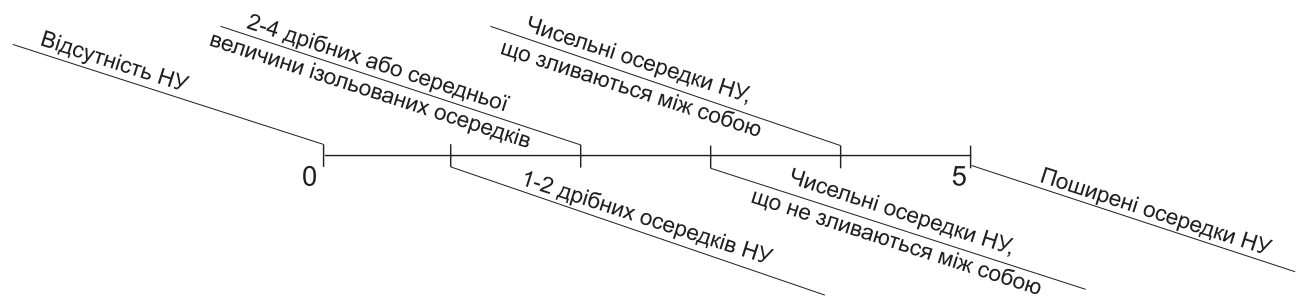 Відсутність НУ
2-4 дрібних або середньої
величини ізольованих осередків
Чисельні осередки НУ,
що зливаються між собою
0
5
1-2 дрібних осередків НУ
Чисельні осередки НУ,
що не зливаються між собою
Поширені осередки НУ